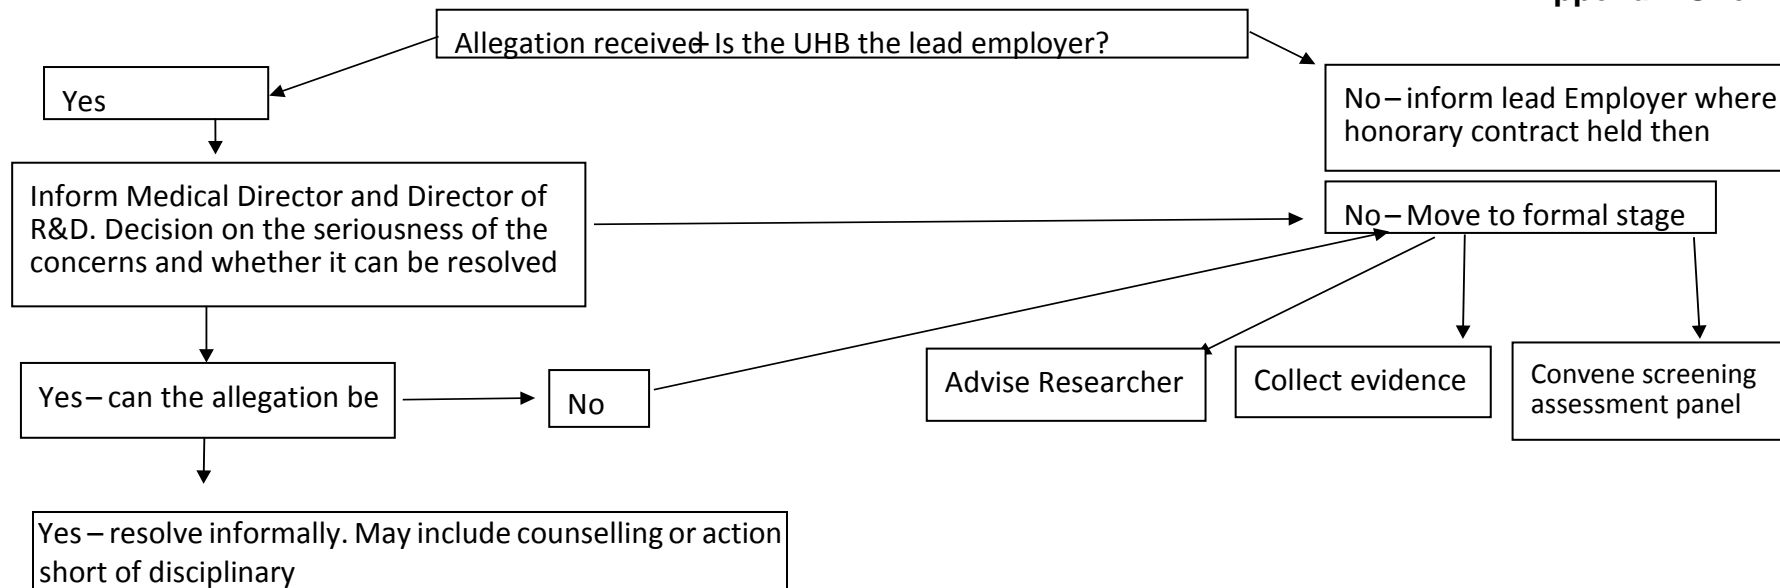 Allegation received – Is the UHB the lead employer?
Yes
No – inform lead Employer where
honorary contract held then
Inform Medical Director and Director of
R&D. Decision on the seriousness of the
concerns and whether it can be resolved
No – Move to formal stage
Yes – can the allegation be
No
Advise Researcher
Collect evidence
Convene screening
assessment panel
Yes – resolve informally. May include counselling or action
short of disciplinary